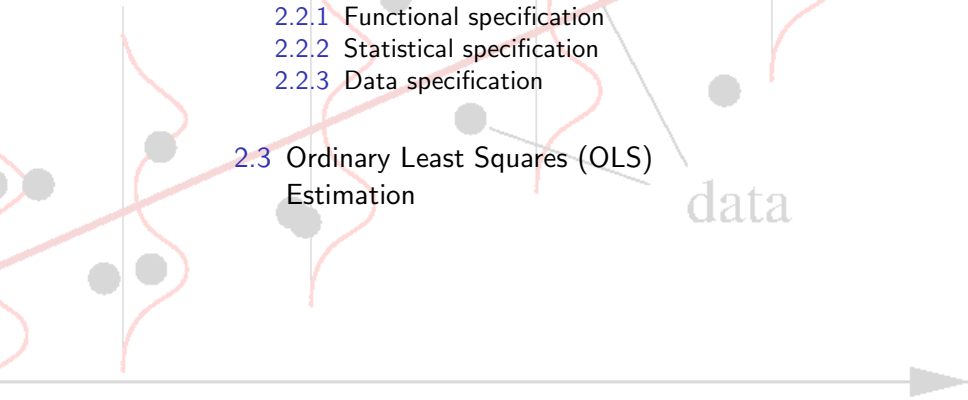 2.2.1 Functional specification
2.2.2 Statistical specification
2.2.3 Data specification
2.3 Ordinary Least Squares (OLS)
Estimation
data